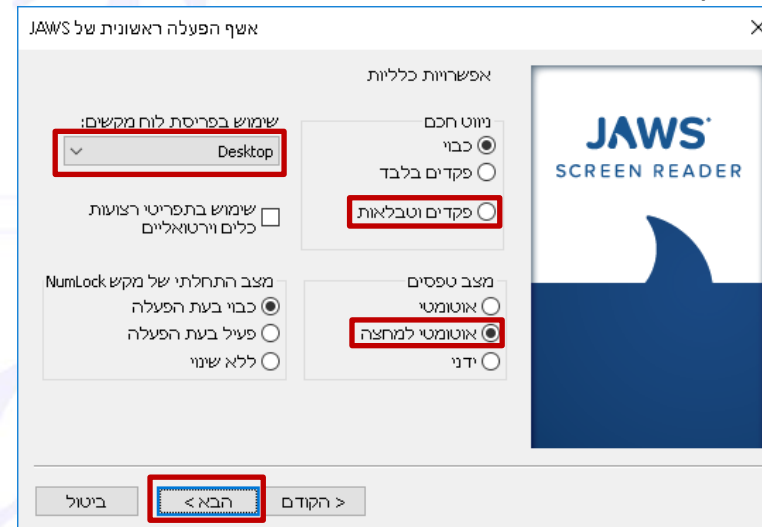 אשף הפעלה ראשונית של JAWS
אפשרויות כלליות
ניווט חכם
כבוי
פקדים בלבד
פקדים וטבלאות
שימוש בפריסת לוח מקשים:
Desktop
שימוש בתפריטי רצועות
כלים וירטואליים
מצב טפסים
אוטומטי
אוטומטי למחצה
ידני
מצב התחלתי של מקש NumLock
כבוי בעת הפעלה
פעיל בעת הפעלה
ללא שינוי
JAWS
SCREEN READER
< הקודם
הבא >
ביטול